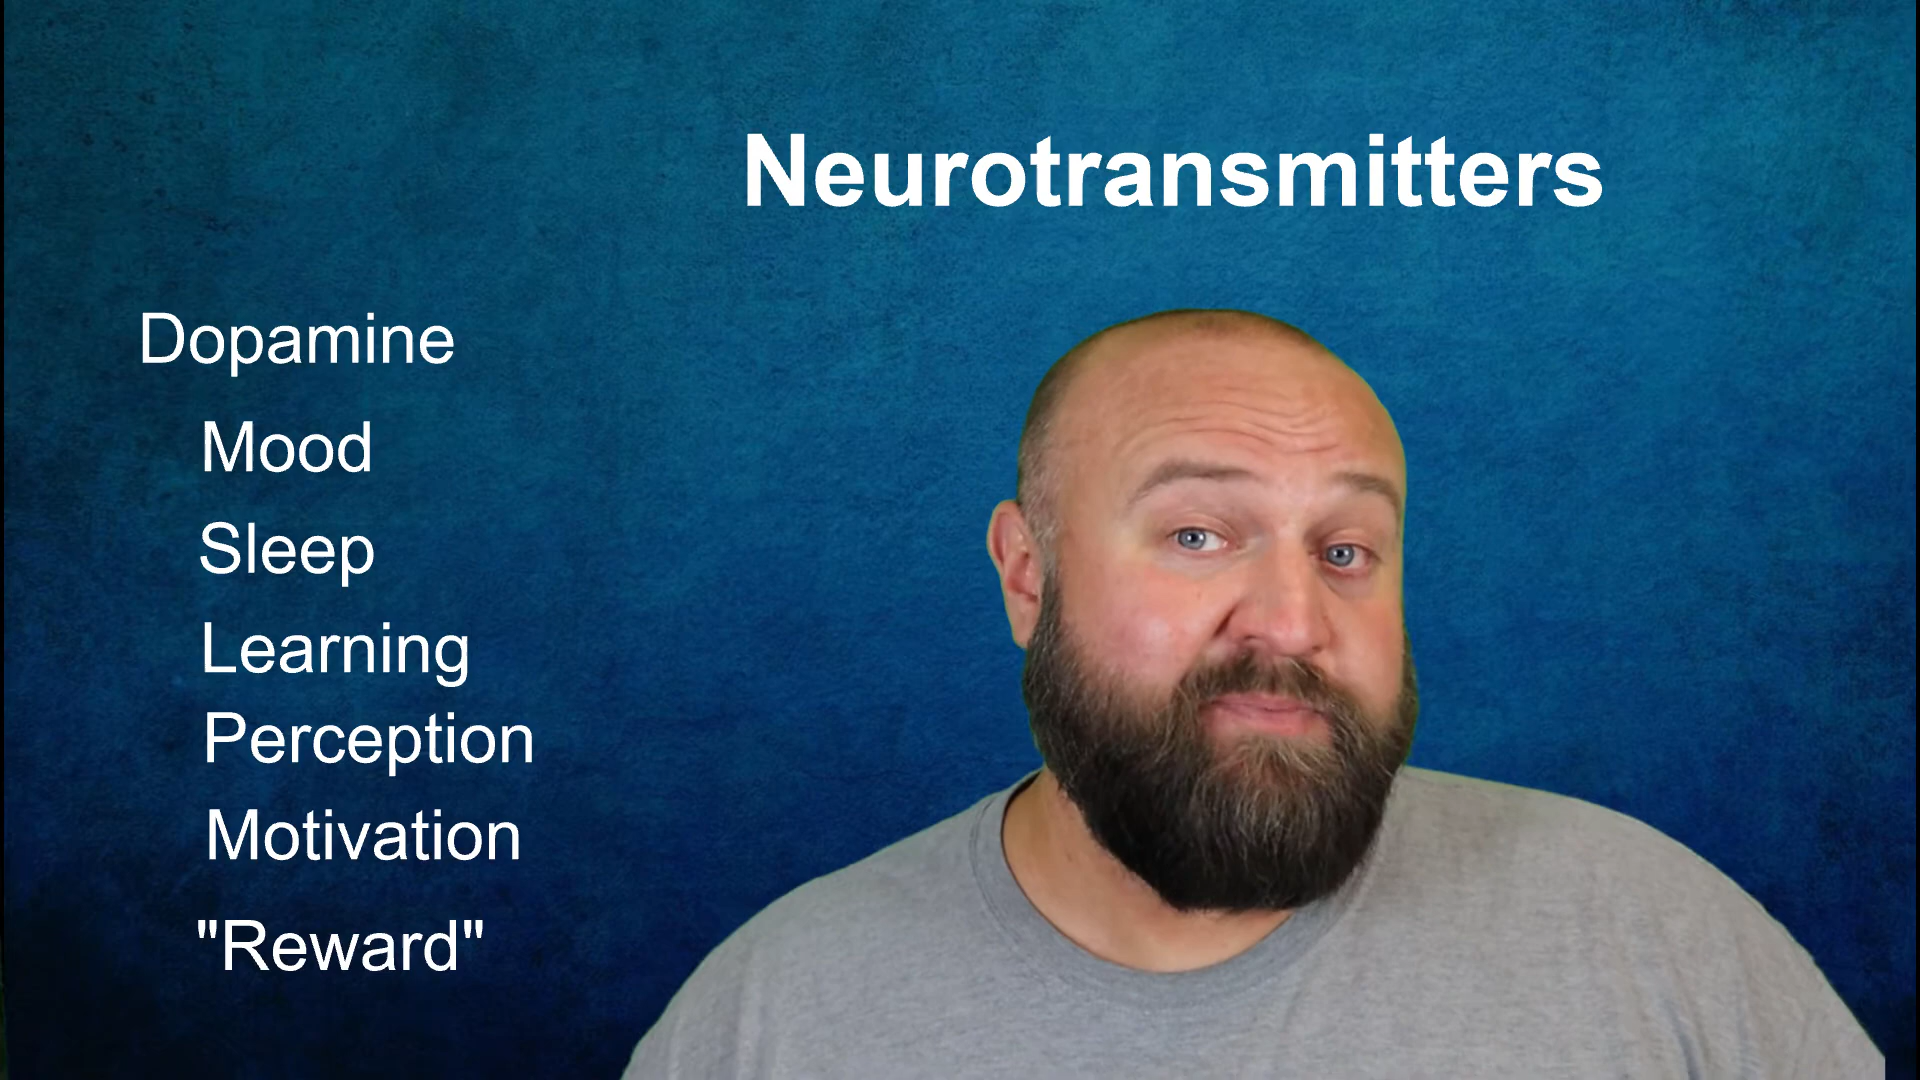 Neurotransmitters
Dopamine
Mood
Sleep
Learning
Perception
Motivation
"Reward"